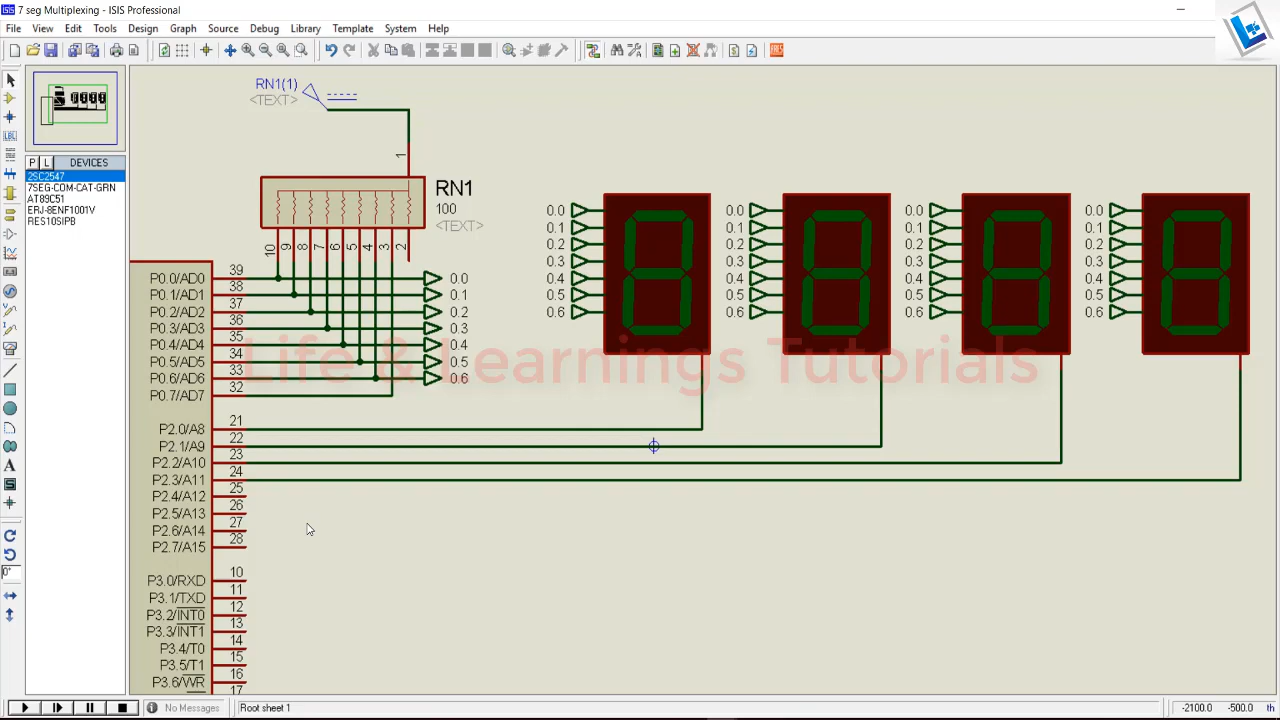 7 seg Multiplexing - ISIS Professional
File View Edit Tools Design Graph Source Debug Library Template System Help
P L DEVICES
2SC2547
7SEG-COM-CAT-GRN
AT89C51
ERJ-8ENF1001V
RES10SIPB
RN1(1)
<TEXT>
1
RN1
100
<TEXT>
10 9 8 7 6 5 4 3 2
P0.0/AD0 39 0.0
P0.1/AD1 38 0.1
P0.2/AD2 37 0.2
P0.3/AD3 36 0.3
P0.4/AD4 35 0.4
P0.5/AD5 34 0.5
P0.6/AD6 33 0.6
P0.7/AD7 32
P2.0/A8 21
P2.1/A9 22
P2.2/A10 23
P2.3/A11 24
P2.4/A12 25
P2.5/A13 26
P2.6/A14 27
P2.7/A15 28
P3.0/RXD 10
P3.1/TXD 11
P3.2/INT0 12
P3.3/INT1 13
P3.4/T0 14
P3.5/T1 15
P3.6/WR 16
17
0.0 0.0 0.0 0.0
0.1 0.1 0.1 0.1
0.2 0.2 0.2 0.2
0.3 0.3 0.3 0.3
0.4 0.4 0.4 0.4
0.5 0.5 0.5 0.5
0.6 0.6 0.6 0.6
Life & Learnings Tutorials
0°
No Messages Root sheet 1 -2100.0 -500.0 th